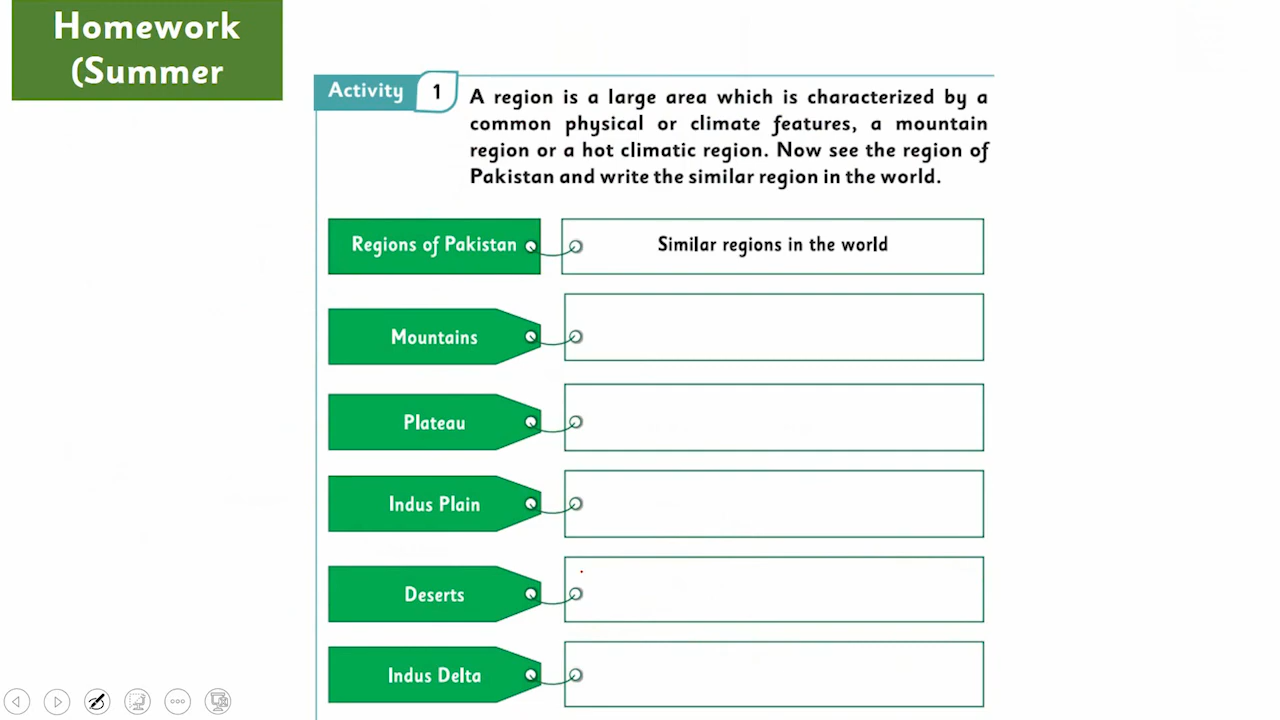 Homework
(Summer
Activity 1
A region is a large area which is characterized by a
common physical or climate features, a mountain
region or a hot climatic region. Now see the region of
Pakistan and write the similar region in the world.
Regions of Pakistan
Similar regions in the world
Mountains
Plateau
Indus Plain
Deserts
Indus Delta